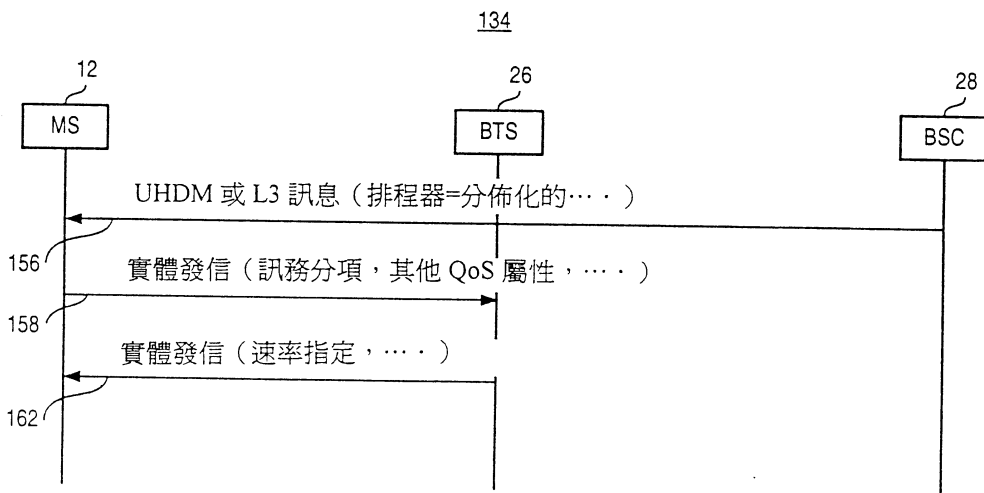 134
12
26
28
MS
BTS
BSC
UHDM 或 L3 訊息（排程器=分佈化的‧‧‧‧）
156
實體發信（訊務分項，其他 QoS 屬性，‧‧‧‧）
158
實體發信（速率指定，‧‧‧‧）
162